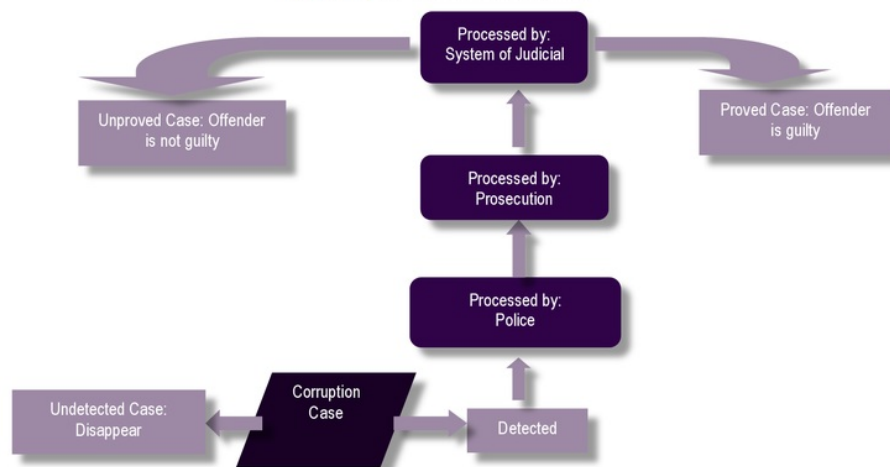 Processed by:
System of Judicial
Unproved Case: Offender
is not guilty
Proved Case: Offender
is guilty
Processed by:
Prosecution
Processed by:
Police
Corruption
Case
Undetected Case:
Disappear
Detected